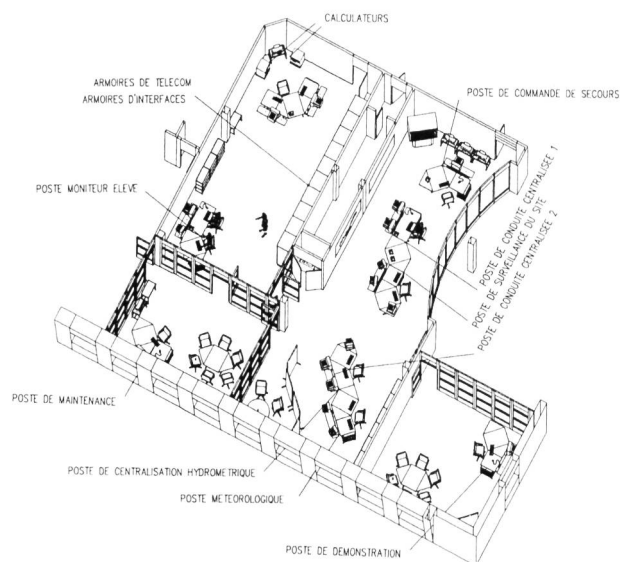 CALCULATEURS
ARMOIRES DE TELECOM
ARMOIRES D'INTERFACES
POSTE DE COMMANDE DE SECOURS
POSTE MONITEUR ELEVE
POSTE DE CONDUITE CENTRALISEE 1
POSTE DE SURVEILLANCE DU SITE
POSTE DE CONDUITE CENTRALISEE 2
POSTE DE MAINTENANCE
POSTE DE CENTRALISATION HYDROMETRIQUE
POSTE METEOROLOGIQUE
POSTE DE DEMONSTRATION